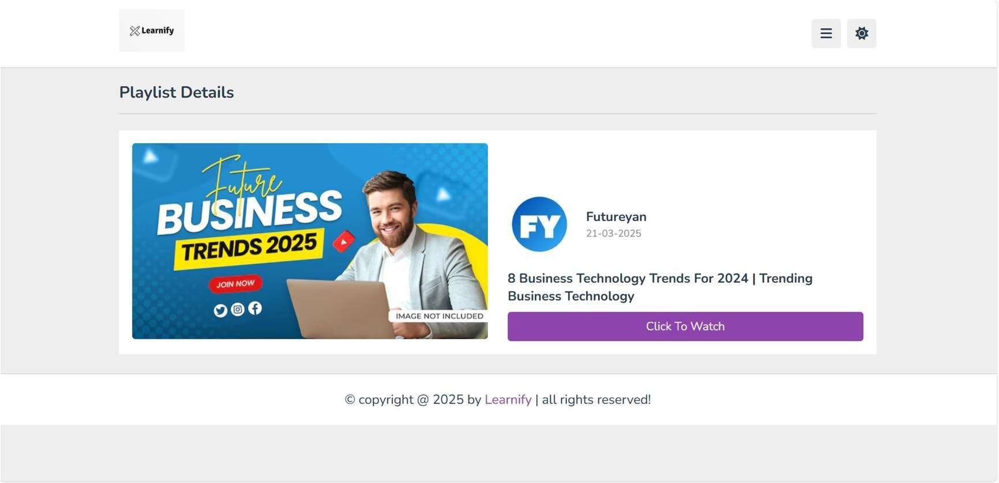 Learnify
Playlist Details
Future
BUSINESS
TRENDS 2025
JOIN NOW
IMAGE NOT INCLUDED
FY
Futureyan
21-03-2025
8 Business Technology Trends For 2024 | Trending
Business Technology
Click To Watch
© copyright @ 2025 by Learnify | all rights reserved!